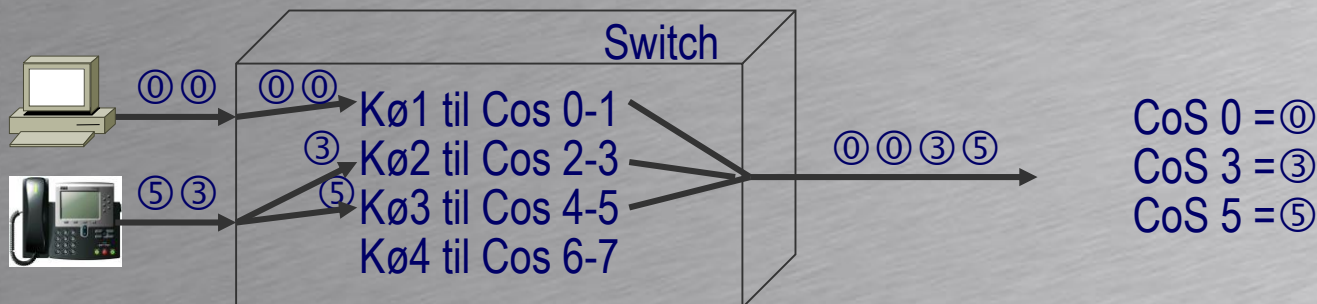 Switch
⓪⓪ ⓪⓪ Kø1 til Cos 0-1
③ Kø2 til Cos 2-3 ⓪⓪③⑤
⑤③ ⑤ Kø3 til Cos 4-5
Kø4 til Cos 6-7
CoS 0 =⓪
CoS 3 =③
CoS 5 =⑤